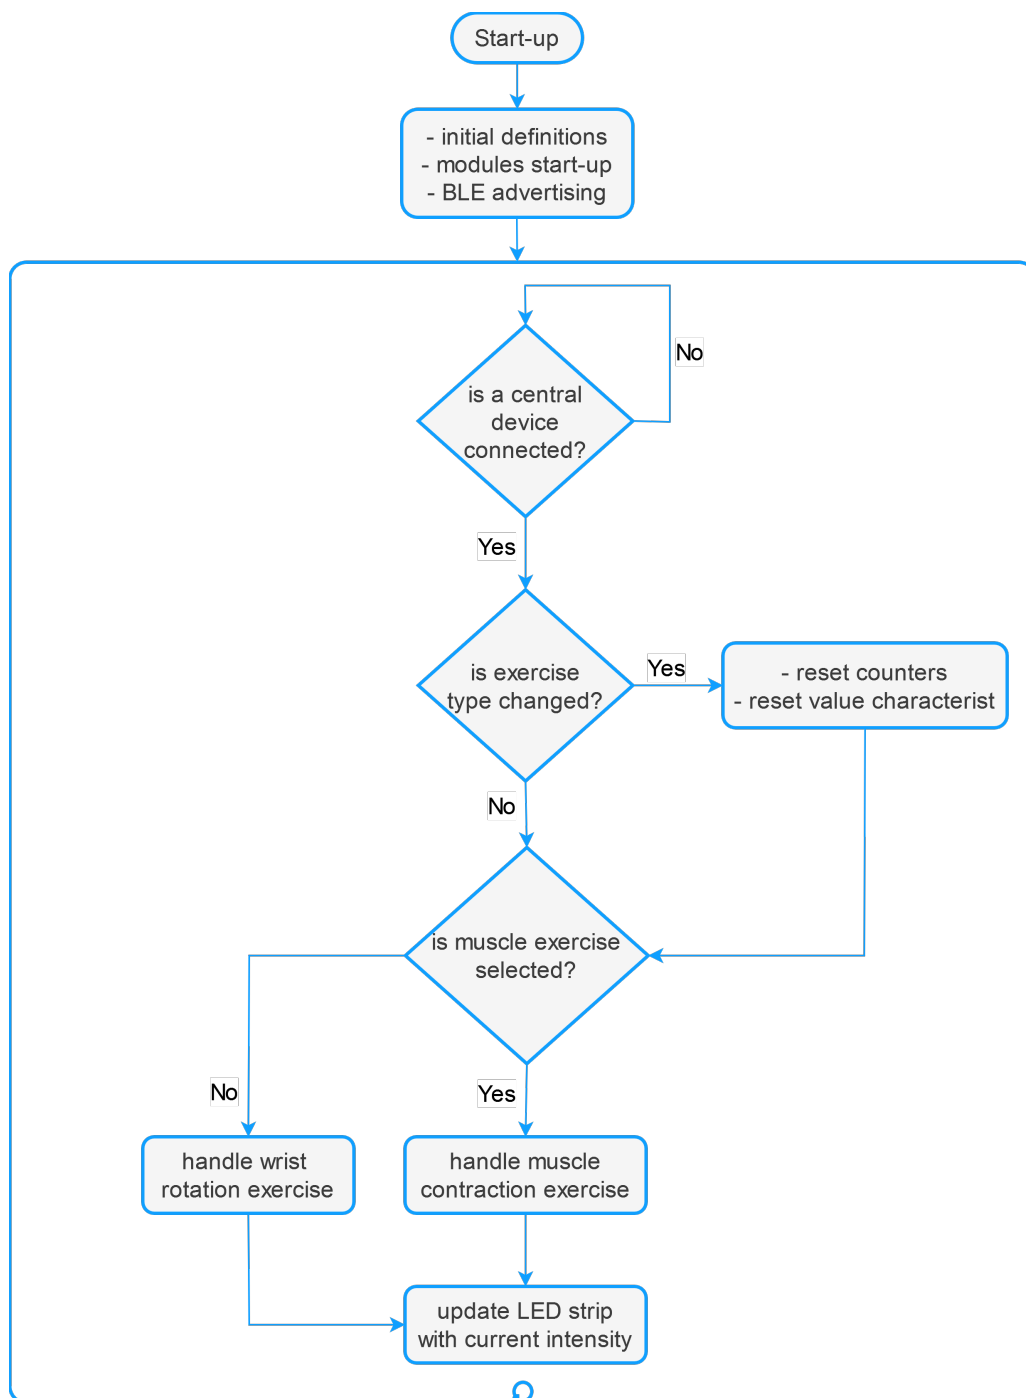 Start-up
- initial definitions
- modules start-up
- BLE advertising
No
is a central
device
connected?
Yes
is exercise
type changed?
Yes
- reset counters
- reset value characterist
No
is muscle exercise
selected?
No
Yes
handle wrist
rotation exercise
handle muscle
contraction exercise
update LED strip
with current intensity